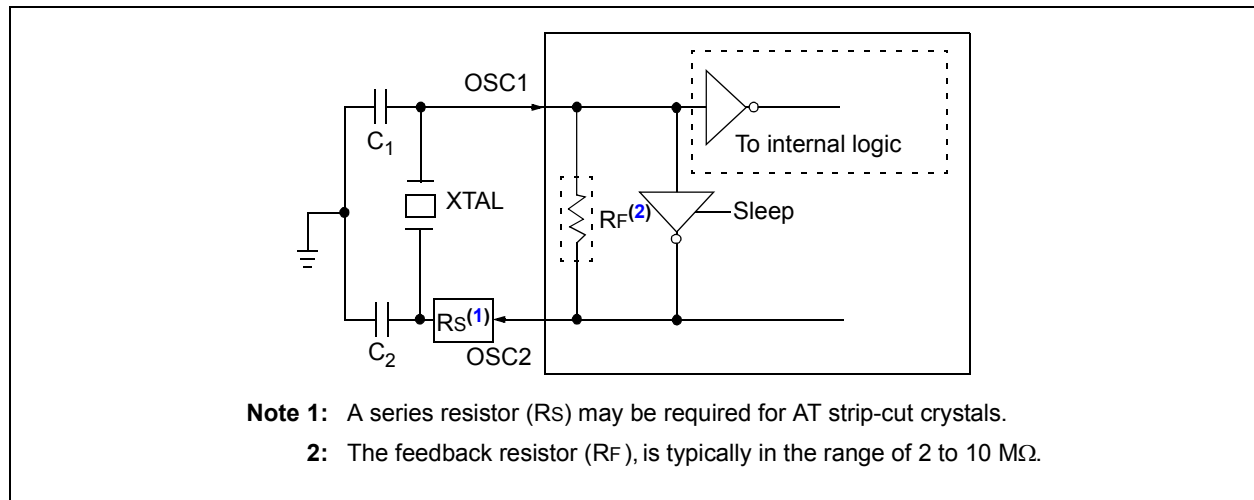 OSC1
C1
To internal logic
XTAL
RF(2)
Sleep
RS(1)
C2
OSC2
Note 1: A series resistor (RS) may be required for AT strip-cut crystals.
2: The feedback resistor (RF), is typically in the range of 2 to 10 MΩ.